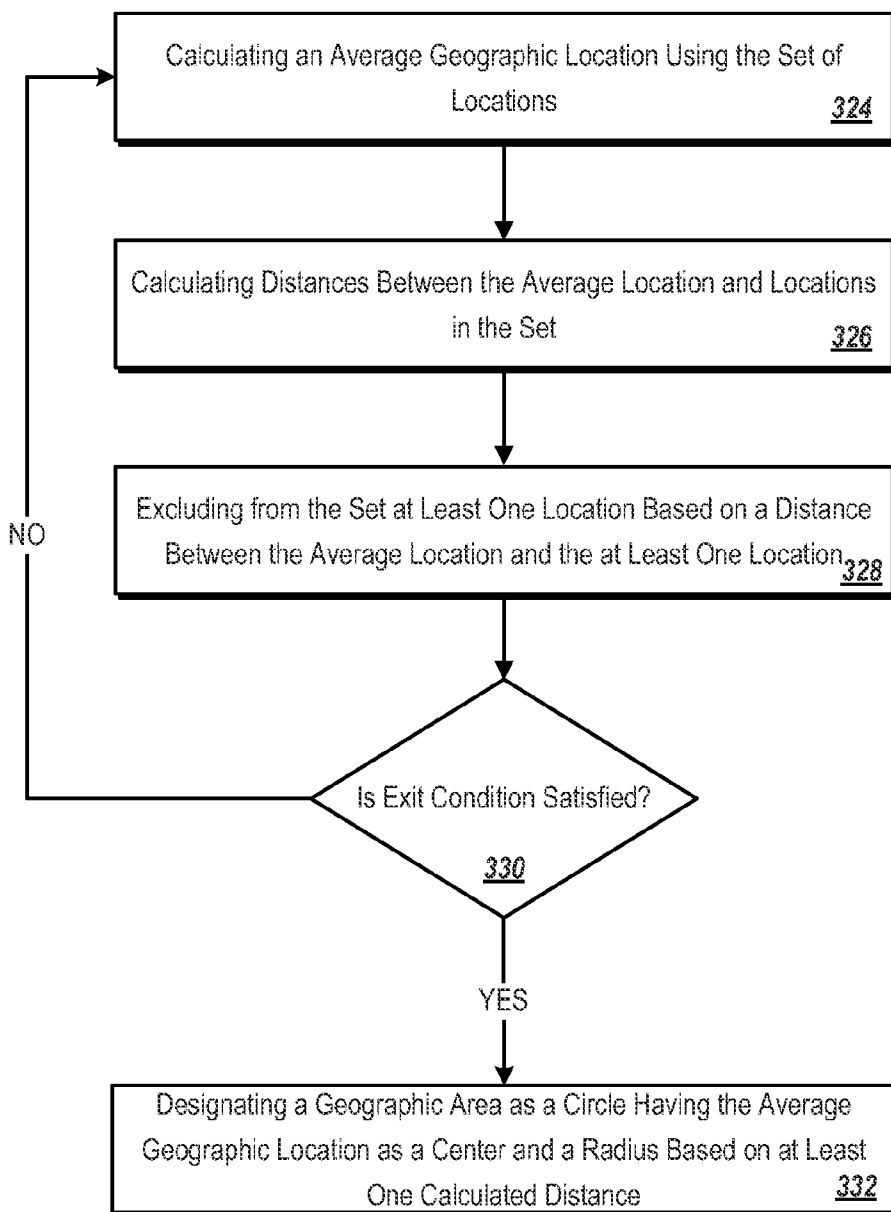 Calculating an Average Geographic Location Using the Set of
Locations
324
Calculating Distances Between the Average Location and Locations
in the Set
326
Excluding from the Set at Least One Location Based on a Distance
Between the Average Location and the at Least One Location
328
NO
Is Exit Condition Satisfied?
330
YES
Designating a Geographic Area as a Circle Having the Average
Geographic Location as a Center and a Radius Based on at Least
One Calculated Distance
332